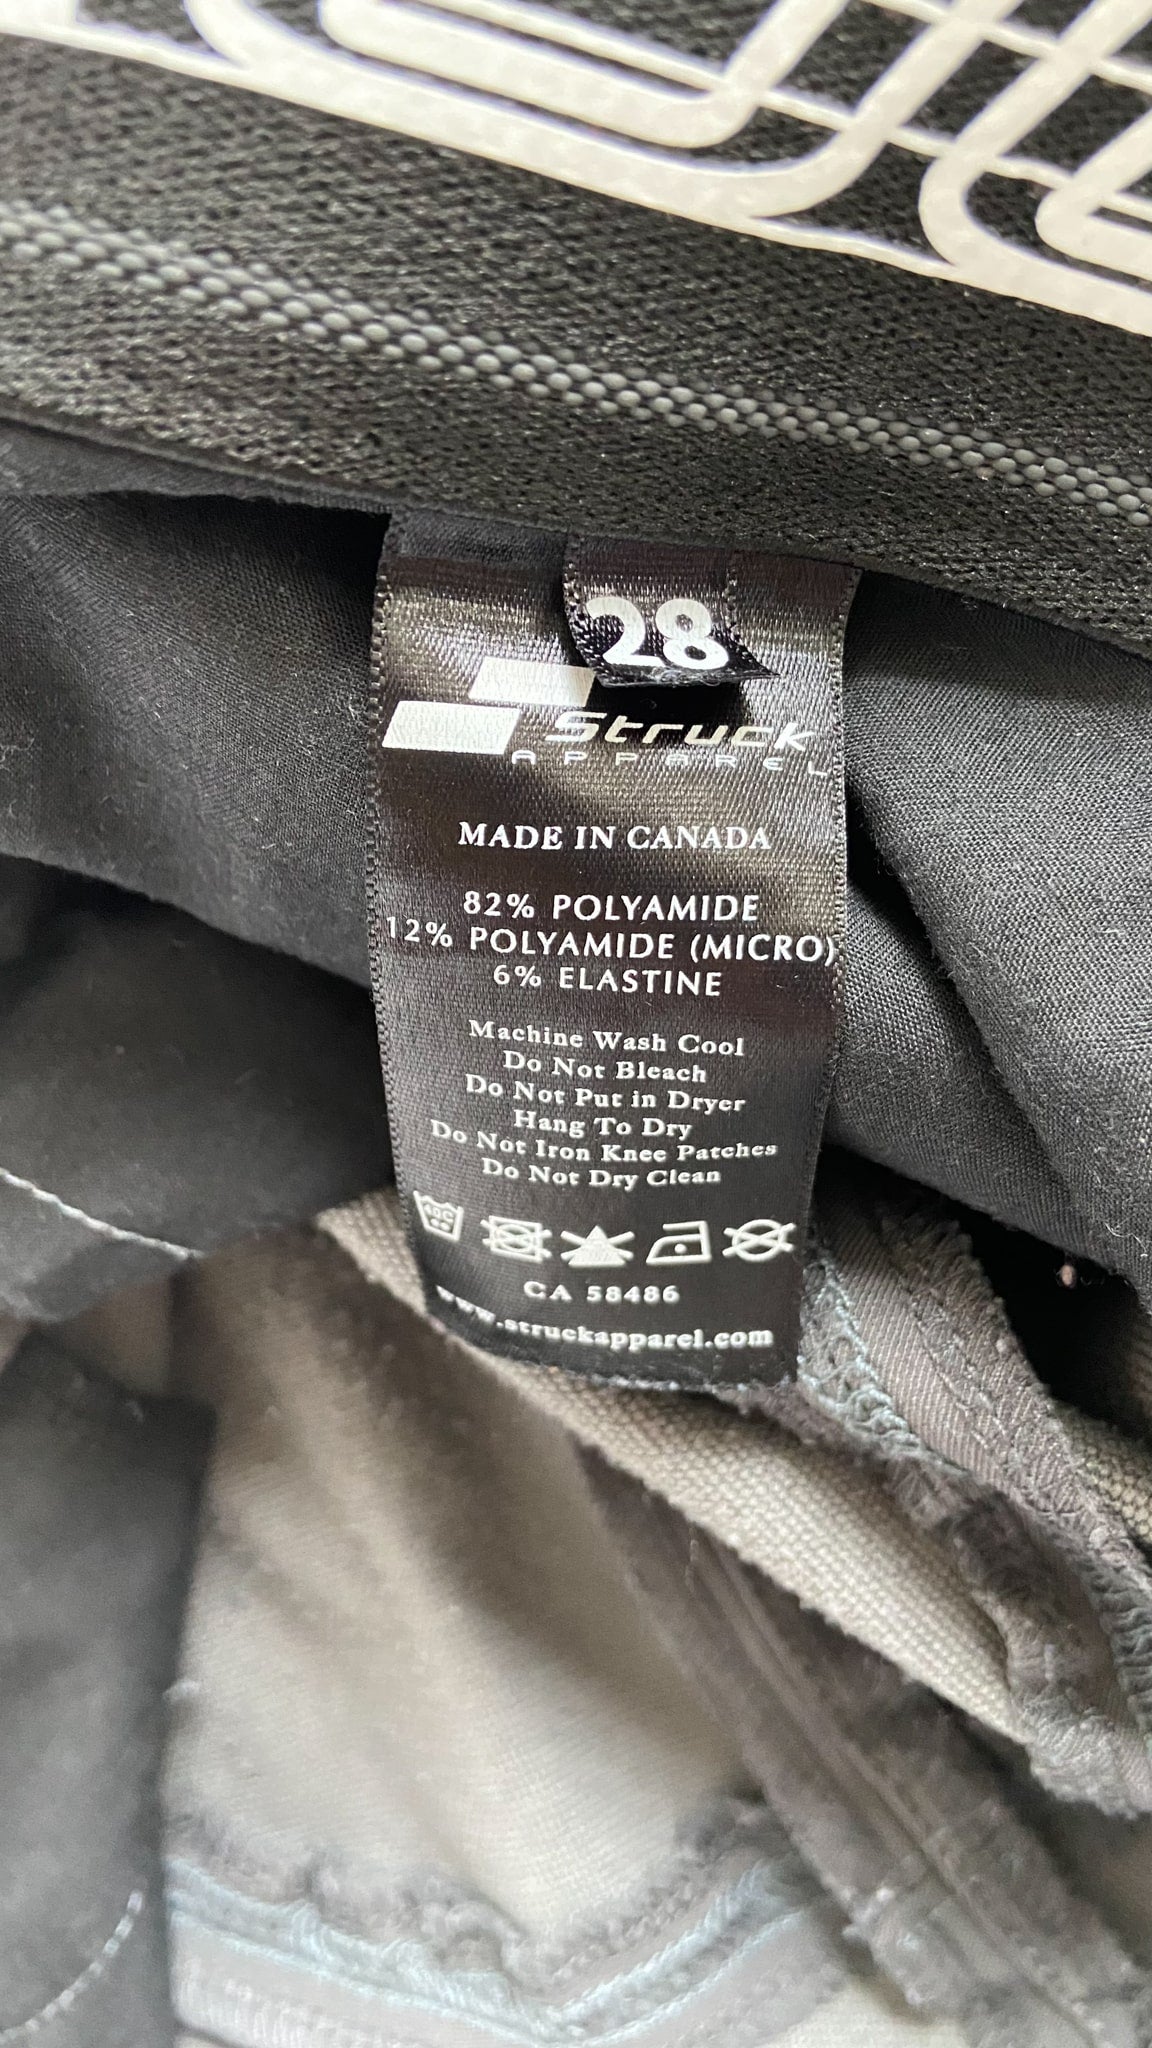 28
Struck
APPAREL
MADE IN CANADA
82% POLYAMIDE
12% POLYAMIDE (MICRO)
6% ELASTINE
Machine Wash Cool
Do Not Bleach
Do Not Put in Dryer
Hang To Dry
Do Not Iron Knee Patches
Do Not Dry Clean
40C
CA 58486
www.struckapparel.com